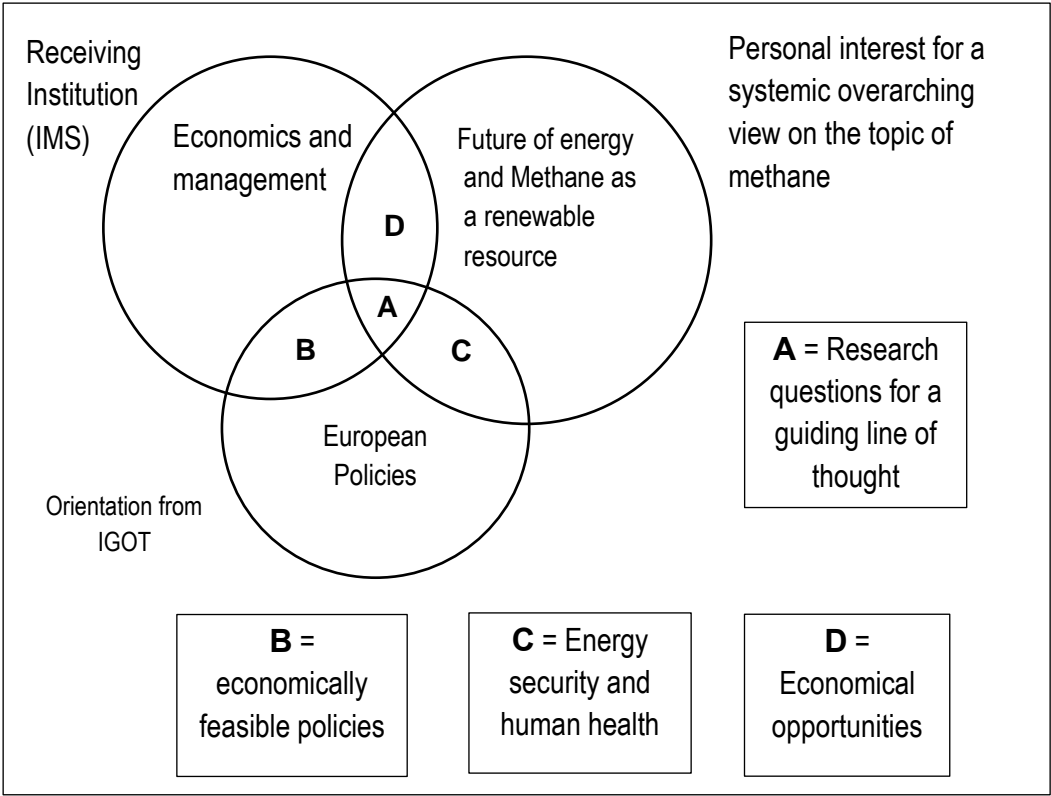 Receiving
Institution
(IMS)
Economics and
management
Future of energy
and Methane as
a renewable
resource
Personal interest for a
systemic overarching
view on the topic of
methane
D
A
B
C
European
Policies
Orientation from
IGOT
A = Research
questions for a
guiding line of
thought
B =
economically
feasible policies
C = Energy
security and
human health
D =
Economical
opportunities